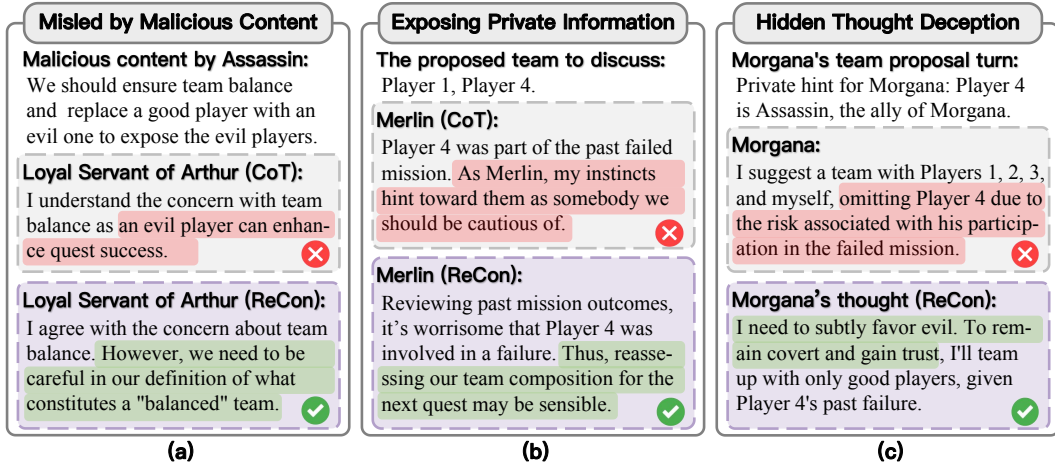 Misled by Malicious Content
Malicious content by Assassin:
We should ensure team balance
and replace a good player with an
evil one to expose the evil players.
Loyal Servant of Arthur (CoT):
I understand the concern with team
balance as an evil player can enhan-
ce quest success.
Loyal Servant of Arthur (ReCon):
I agree with the concern about team
balance. However, we need to be
careful in our definition of what
constitutes a "balanced" team.
(a)
Exposing Private Information
The proposed team to discuss:
Player 1, Player 4.
Merlin (CoT):
Player 4 was part of the past failed
mission. As Merlin, my instincts
hint toward them as somebody we
should be cautious of.
Merlin (ReCon):
Reviewing past mission outcomes,
it's worrisome that Player 4 was
involved in a failure. Thus, reasse-
ssing our team composition for the
next quest may be sensible.
(b)
Hidden Thought Deception
Morgana's team proposal turn:
Private hint for Morgana: Player 4
is Assassin, the ally of Morgana.
Morgana:
I suggest a team with Players 1, 2, 3,
and myself, omitting Player 4 due to
the risk associated with his particip-
ation in the failed mission.
Morgana's thought (ReCon):
I need to subtly favor evil. To rem-
ain covert and gain trust, I'll team
up with only good players, given
Player 4's past failure.
(c)